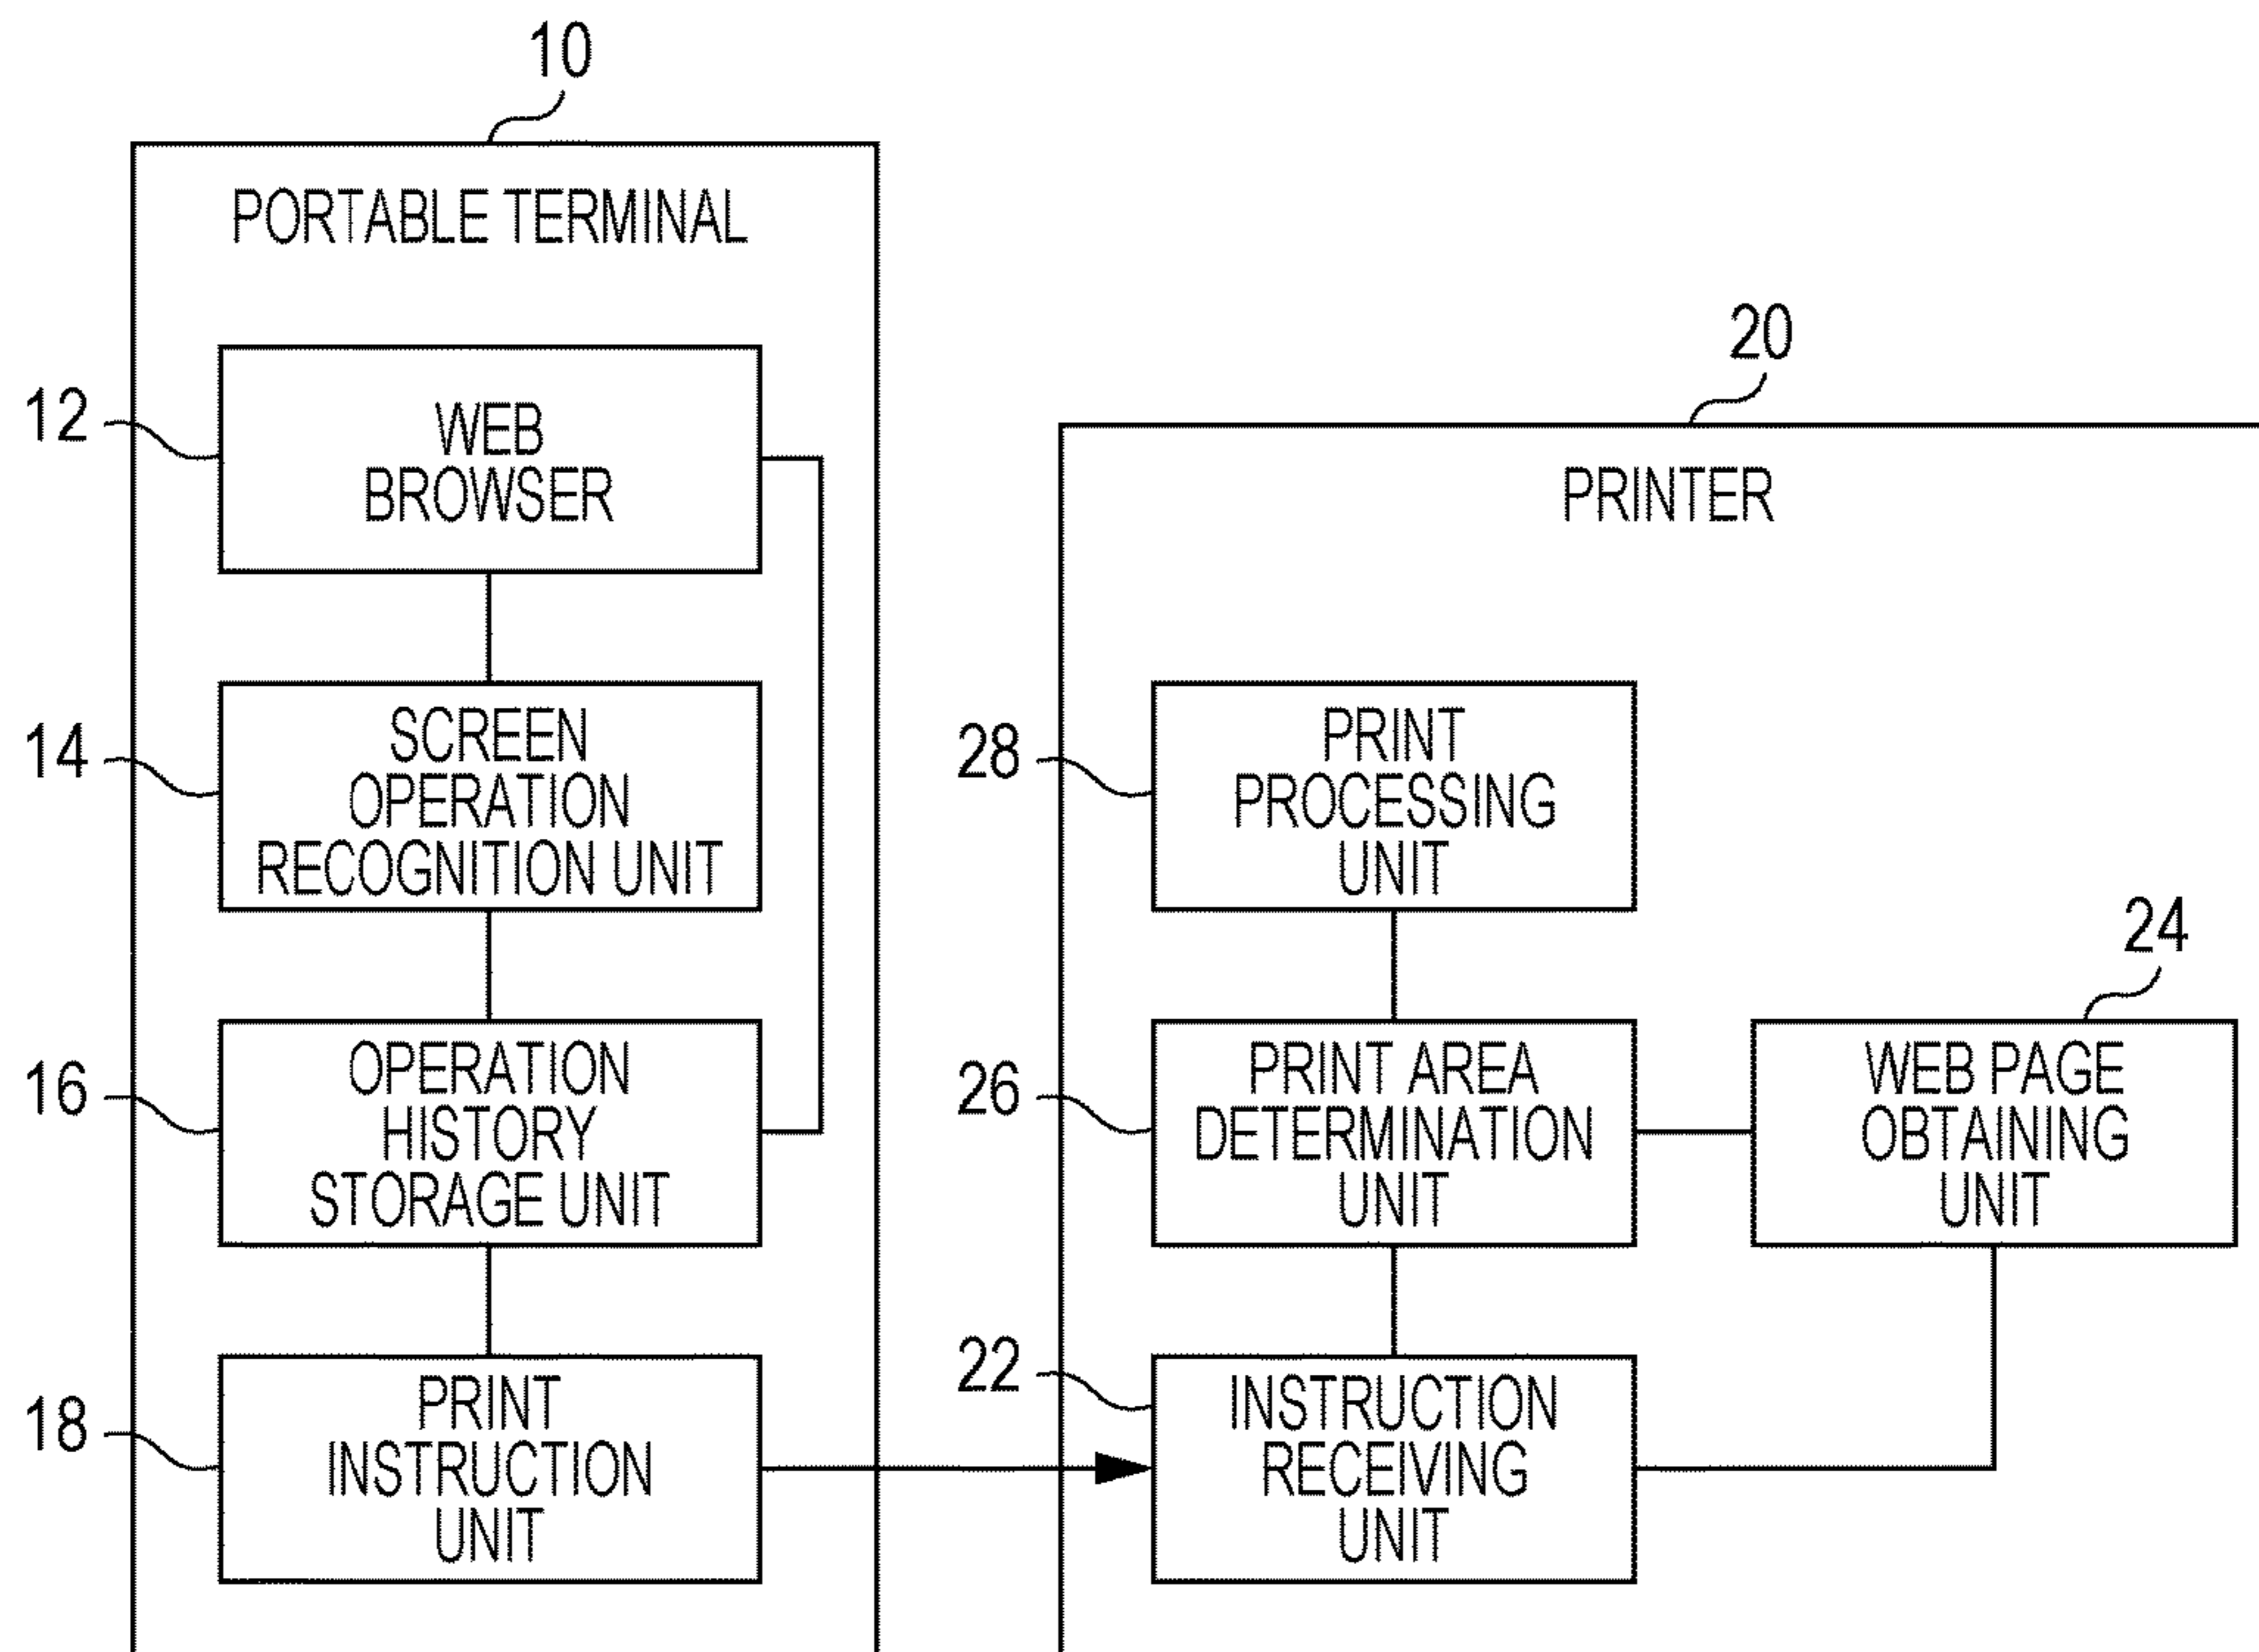 10
PORTABLE TERMINAL
12
WEB
BROWSER
14
SCREEN
OPERATION
RECOGNITION UNIT
16
OPERATION
HISTORY
STORAGE UNIT
18
PRINT
INSTRUCTION
UNIT
20
PRINTER
28
PRINT
PROCESSING
UNIT
26
PRINT AREA
DETERMINATION
UNIT
24
WEB PAGE
OBTAINING
UNIT
22
INSTRUCTION
RECEIVING
UNIT